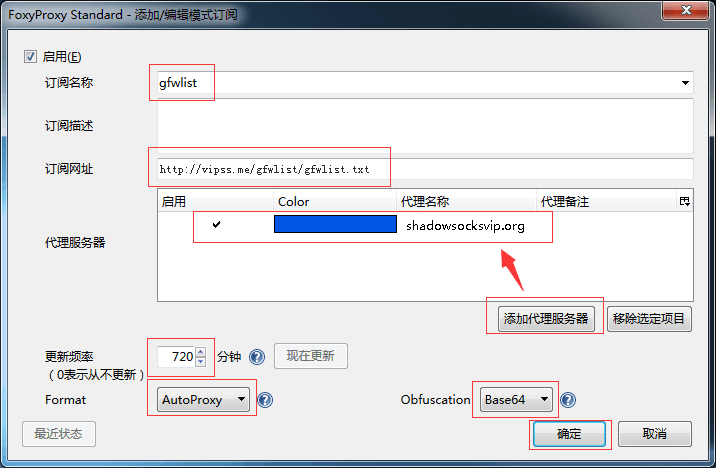 FoxyProxy Standard - 添加/编辑模式订阅
启用(E)
订阅名称
gfwlist
订阅描述
订阅网址
http://vipss.me/gfwlist/gfwlist.txt
启用 Color 代理名称 代理备注
代理服务器
shadowsocksvip.org
添加代理服务器 移除选定项目
更新频率 720 分钟 ? 现在更新
（0表示从不更新）
Format AutoProxy ? Obfuscation Base64 ?
最近状态 确定 取消